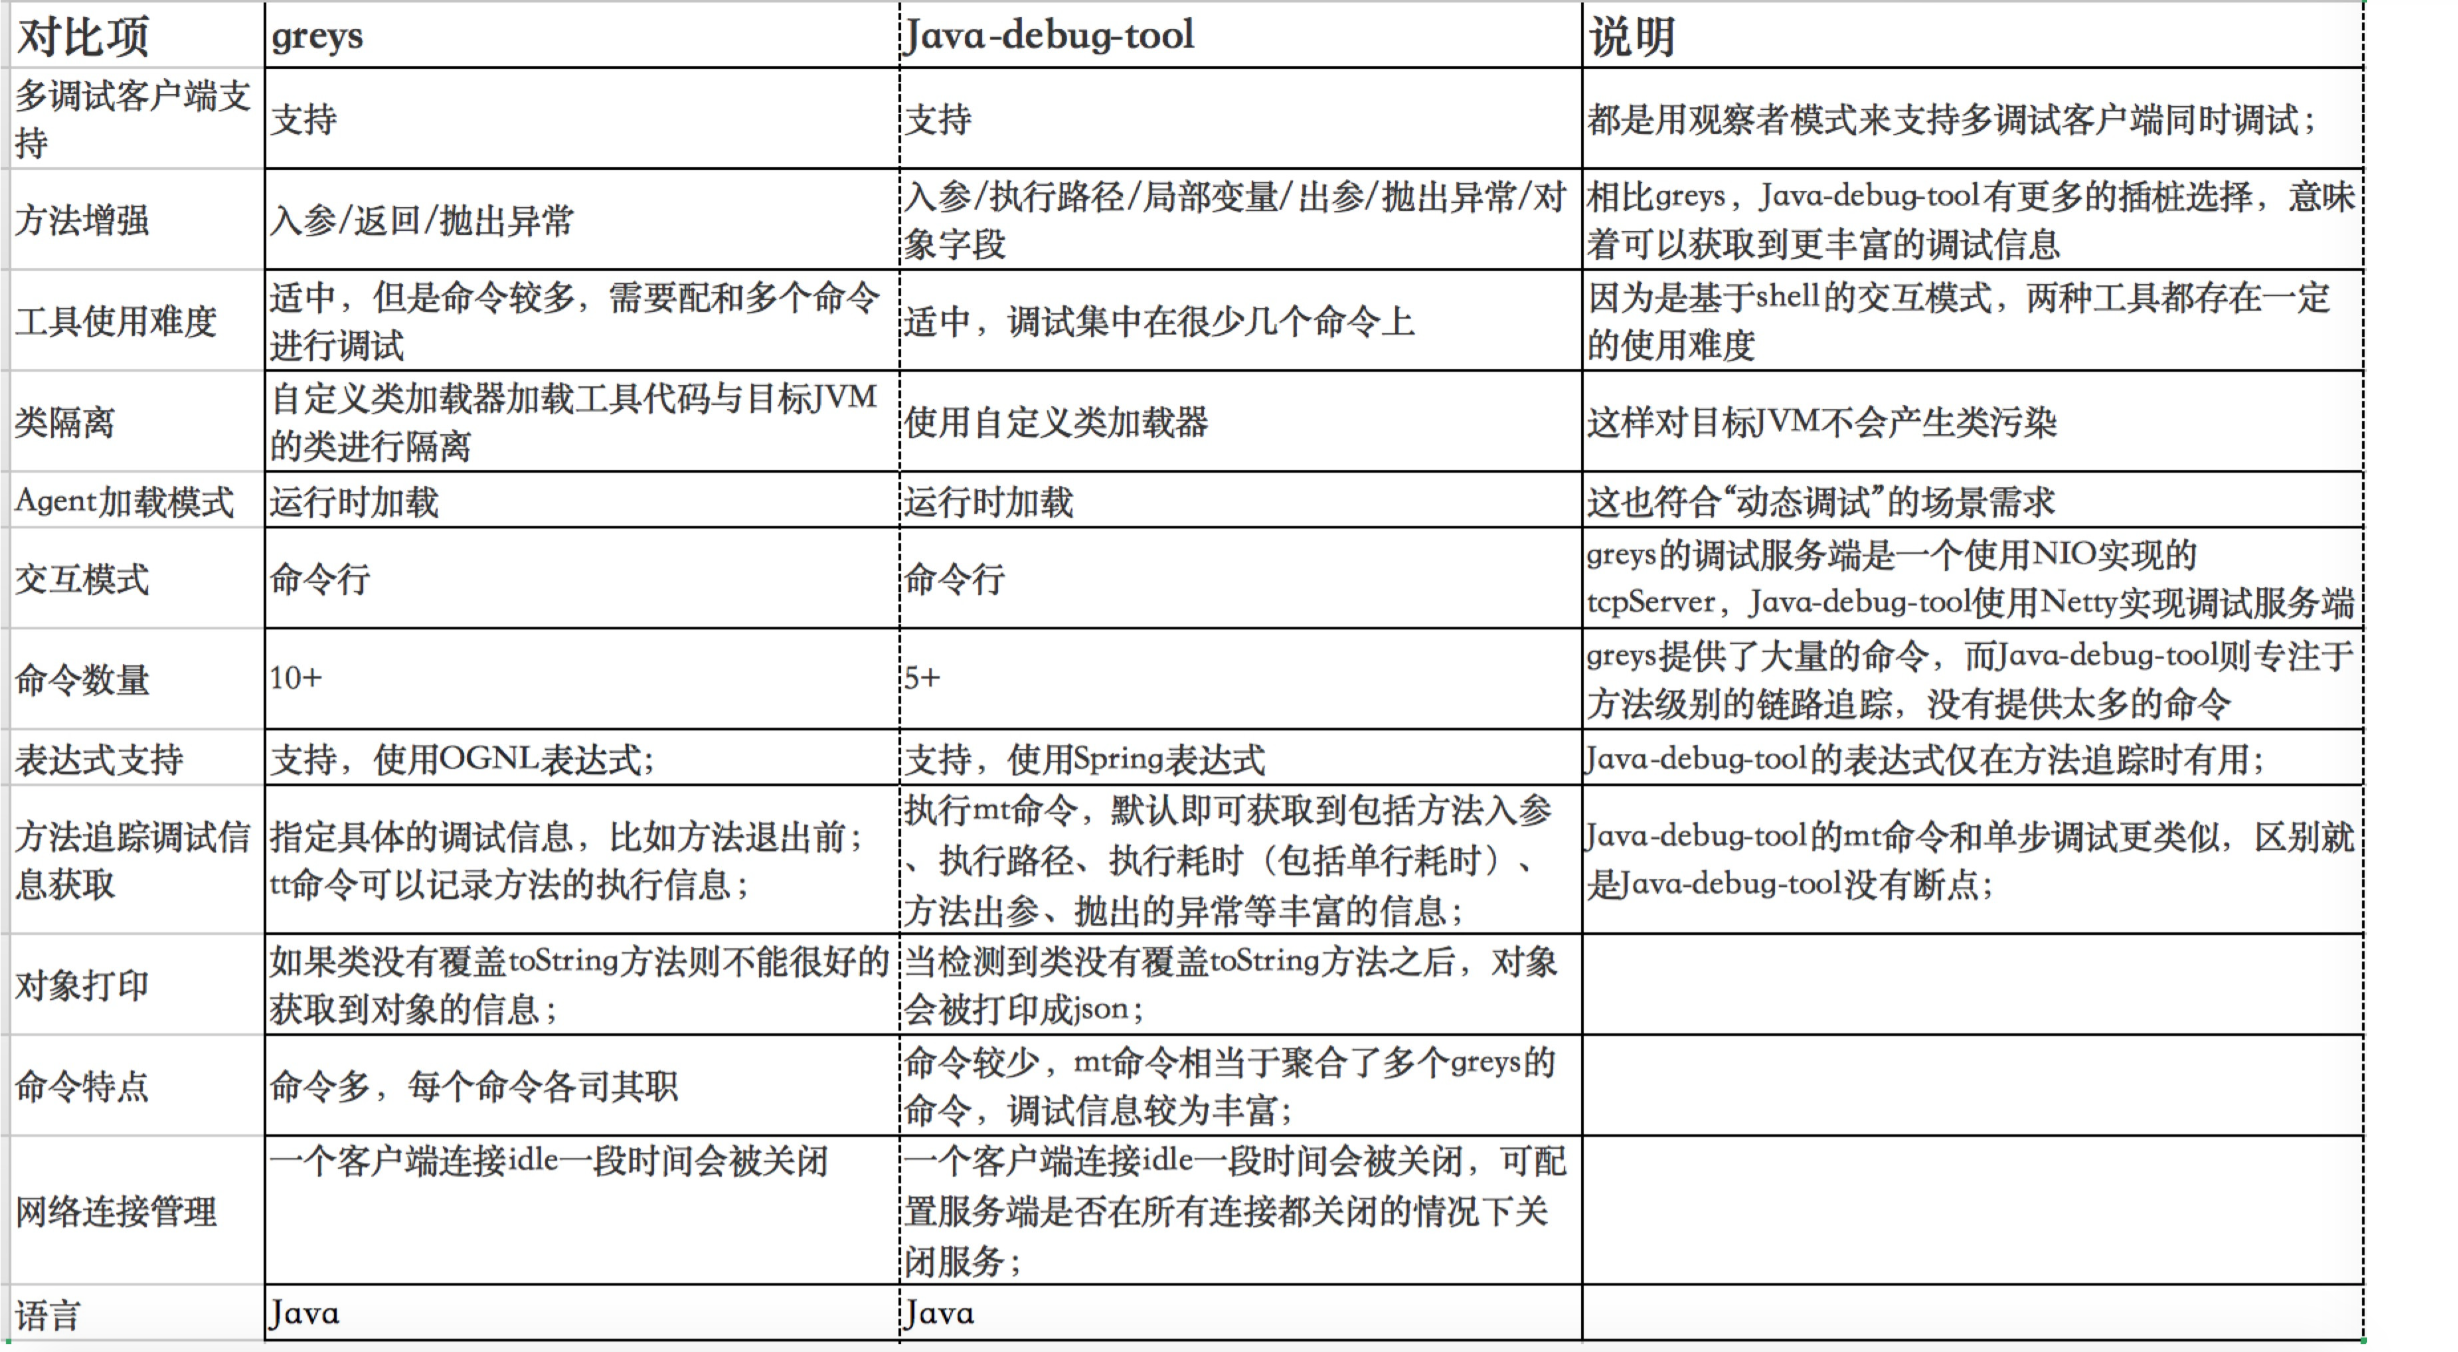 对比项
greys
Java-debug-tool
说明
多调试客户端支
持
支持
支持
都是用观察者模式来支持多调试客户端同时调试；
方法增强
入参/返回/抛出异常
入参/执行路径/局部变量/出参/抛出异常/对
象字段
相比greys，Java-debug-tool有更多的插桩选择，意味
着可以获取到更丰富的调试信息
工具使用难度
适中，但是命令较多，需要配和多个命令
进行调试
适中，调试集中在很少几个命令上
因为是基于shell的交互模式，两种工具都存在一定
的使用难度
类隔离
自定义类加载器加载工具代码与目标JVM
的类进行隔离
使用自定义类加载器
这样对目标JVM不会产生类污染
Agent加载模式
运行时加载
运行时加载
这也符合“动态调试”的场景需求
交互模式
命令行
命令行
greys的调试服务端是一个使用NIO实现的
tcpServer，Java-debug-tool使用Netty实现调试服务端
命令数量
10+
5+
greys提供了大量的命令，而Java-debug-tool则专注于
方法级别的链路追踪，没有提供太多的命令
表达式支持
支持，使用OGNL表达式；
支持，使用Spring表达式
Java-debug-tool的表达式仅在方法追踪时有用；
方法追踪调试信
息获取
指定具体的调试信息，比如方法退出前；
tt命令可以记录方法的执行信息；
执行mt命令，默认即可获取到包括方法入参
、执行路径、执行耗时（包括单行耗时）、
方法出参、抛出的异常等丰富的信息；
Java-debug-tool的mt命令和单步调试更类似，区别就
是Java-debug-tool没有断点；
对象打印
如果类没有覆盖toString方法则不能很好的
获取到对象的信息；
当检测到类没有覆盖toString方法之后，对象
会被打印成json；
命令特点
命令多，每个命令各司其职
命令较少，mt命令相当于聚合了多个greys的
命令，调试信息较为丰富；
网络连接管理
一个客户端连接idle一段时间会被关闭
一个客户端连接idle一段时间会被关闭，可配
置服务端是否在所有连接都关闭的情况下关
闭服务；
语言
Java
Java